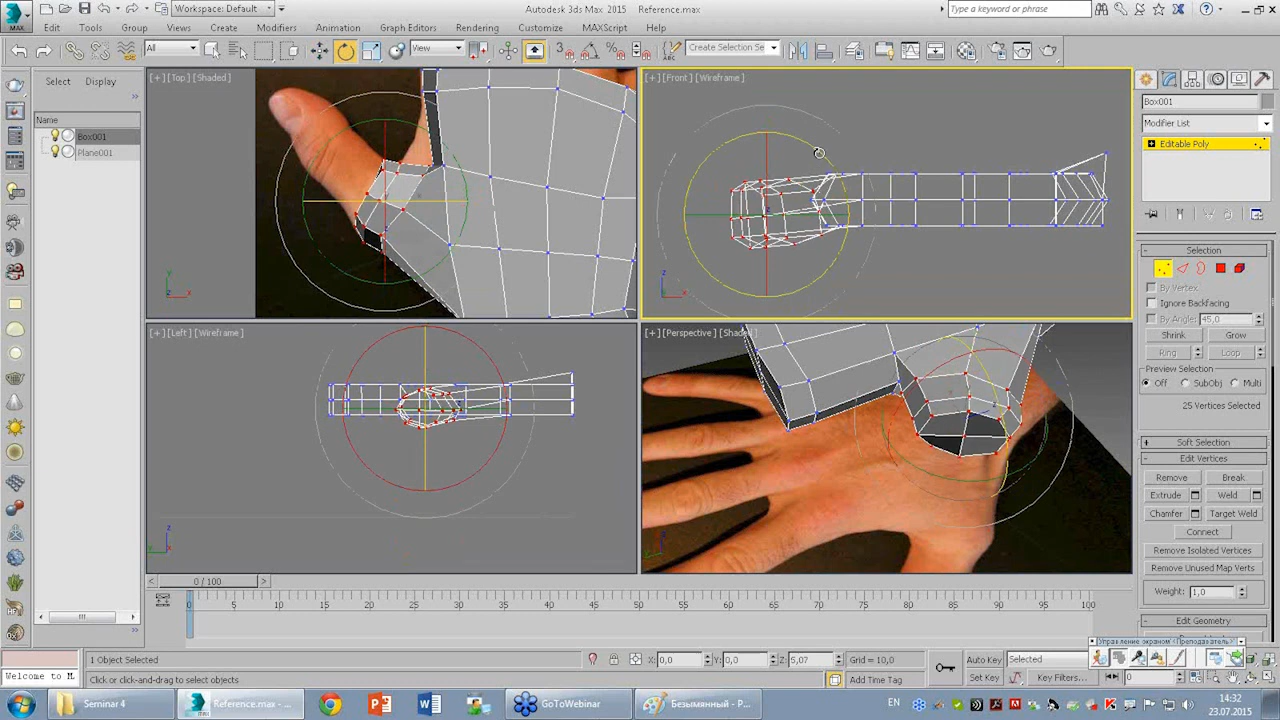 Workspace: Default
Autodesk 3ds Max 2015    Reference.max
Type a keyword or phrase
MAX
Edit Tools Group Views Create Modifiers Animation Graph Editors Rendering Customize MAXScript Help
All
View
Create Selection Se
Select Display
Name
Box001
Plane001
[+] [Top] [Shaded]
[+] [Front] [Wireframe]
[+] [Left] [Wireframe]
[+] [Perspective] [Shaded]
Box001
Modifier List
Editable Poly
Selection
By Vertex
Ignore Backfacing
By Angle: 45,0
Shrink Grow
Ring Loop
Preview Selection
Off SubObj Multi
25 Vertices Selected
Soft Selection
Edit Vertices
Remove Break
Extrude Weld
Chamfer Target Weld
Connect
Remove Isolated Vertices
Remove Unused Map Verts
Weight: 1,0
Edit Geometry
Управление экраном "Преподаватель"
0 / 100
0 5 10 15 20 25 30 35 40 45 50 55 60 65 70 75 80 85 90 95 100
1 Object Selected
X: 0,0 Y: 0,0 Z: 5,07 Grid = 10,0
Auto Key Selected
Welcome to M.
Click or click-and-drag to select objects
Add Time Tag
Set Key Key Filters...
0
Seminar 4
Reference.max - ...
GoToWebinar
Безымянный - P...
EN
14:32
23.07.2015